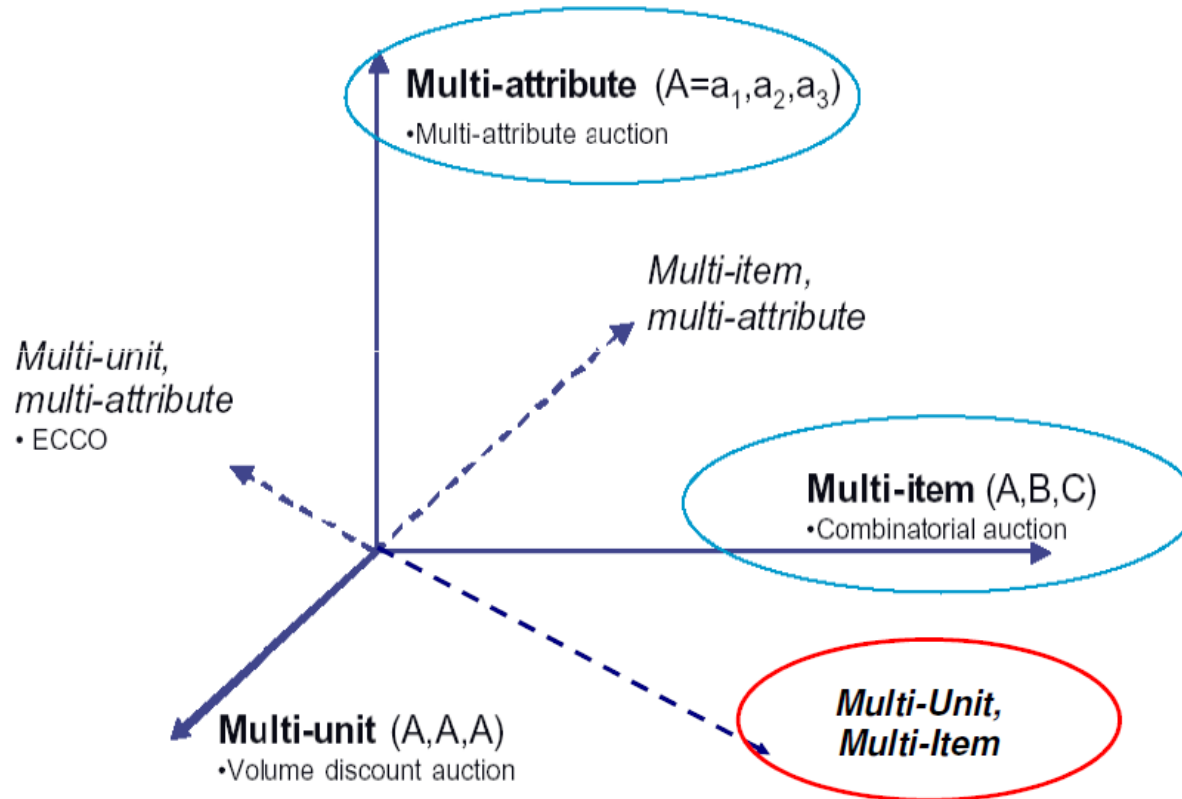 Multi-attribute (A=a₁,a₂,a₃)
•Multi-attribute auction
Multi-item,
multi-attribute
Multi-unit,
multi-attribute
• ECCO
Multi-item (A,B,C)
•Combinatorial auction
Multi-Unit,
Multi-Item
Multi-unit (A,A,A)
•Volume discount auction